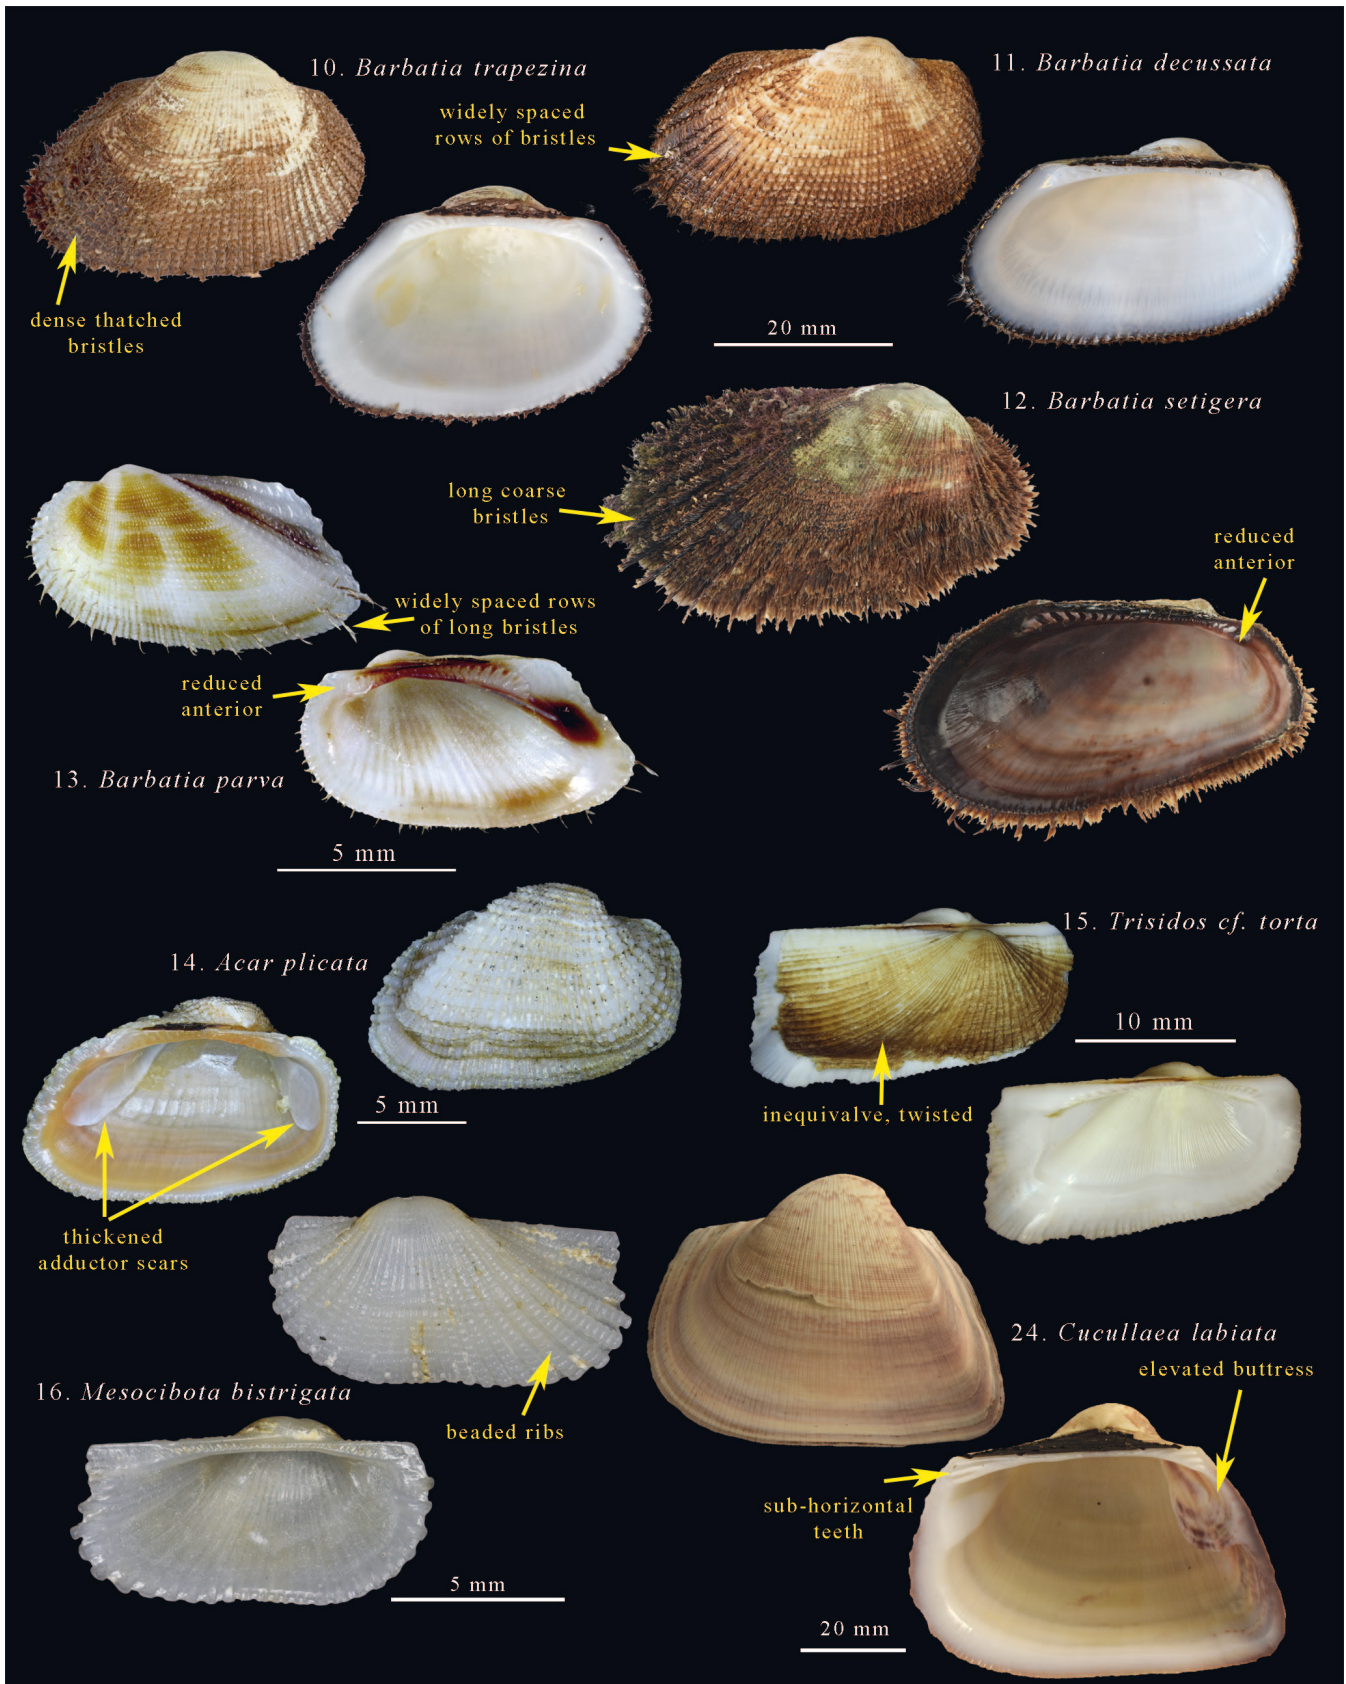 10. Barbatia trapezina
11. Barbatia decussata
widely spaced
rows of bristles
dense thatched
bristles
20 mm
12. Barbatia setigera
long coarse
bristles
reduced
anterior
widely spaced rows
of long bristles
reduced
anterior
13. Barbatia parva
5 mm
14. Acar plicata
15. Trisidos cf. torta
10 mm
5 mm
inequivalve, twisted
thickened
adductor scars
24. Cucullaea labiata
elevated buttress
16. Mesocibota bistrigata
beaded ribs
sub-horizontal
teeth
5 mm
20 mm